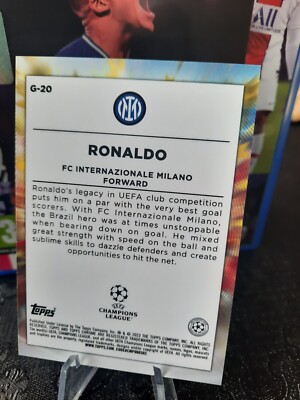 G-20
RONALDO
FC INTERNAZIONALE MILANO
FORWARD
Ronaldo's legacy in UEFA club competition
puts him on a par with the very best goal
scorers. With FC Internazionale Milano,
the Brazil hero was at times unstoppable
when bearing down on goal. He mixed
great strength with speed on the ball and
sublime skills to dazzle defenders and create
opportunities to hit the net.
Topps
UEFA
CHAMPIONS
LEAGUE